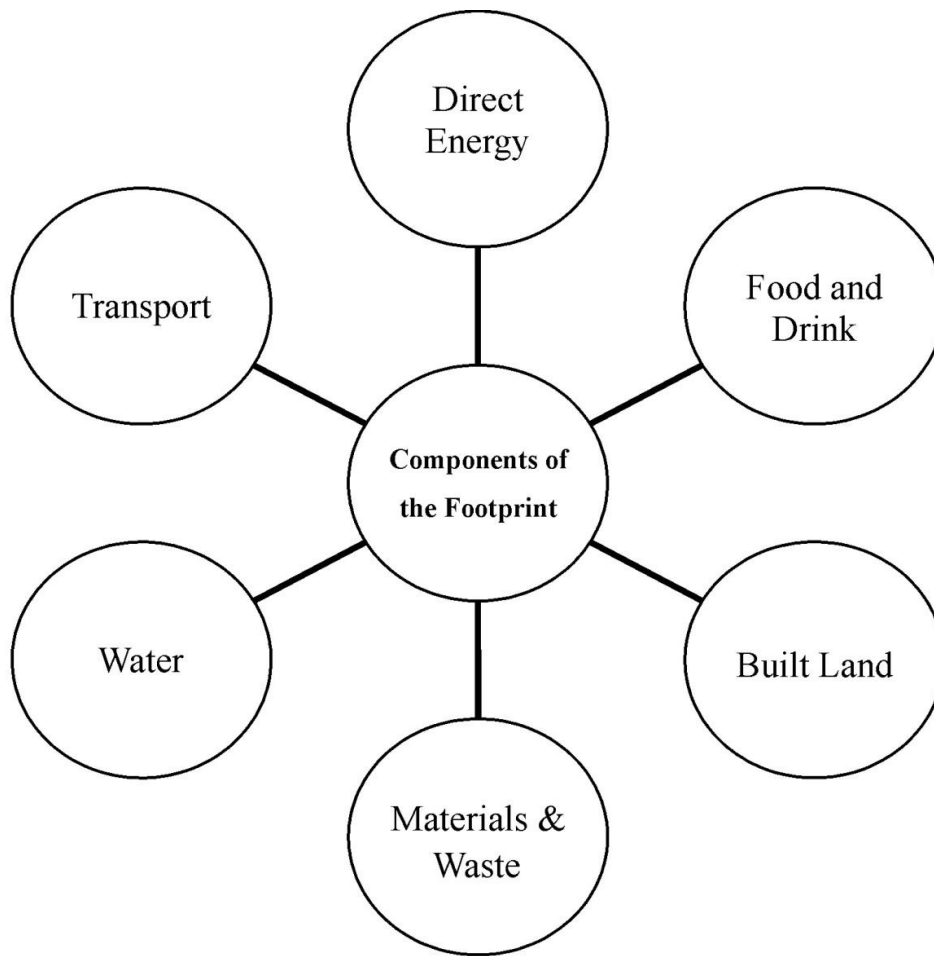 Direct
Energy
Transport
Food and
Drink
Components of
the Footprint
Water
Built Land
Materials &
Waste